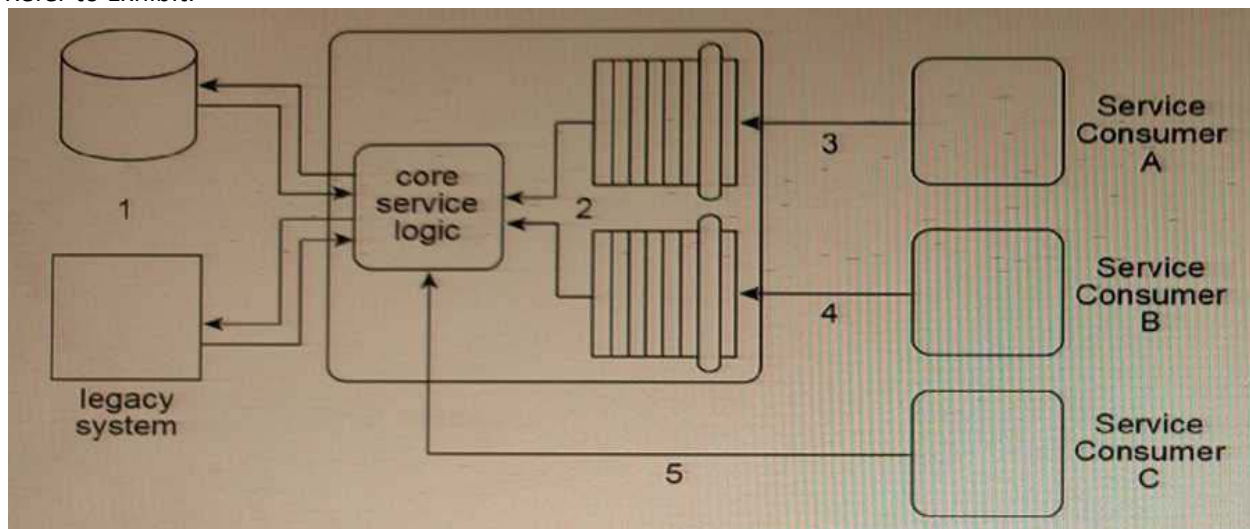 Refer to Exhibit.
1
legacy
system
core
service
logic
2
3
4
5
Service
Consumer
A
Service
Consumer
B
Service
Consumer
C